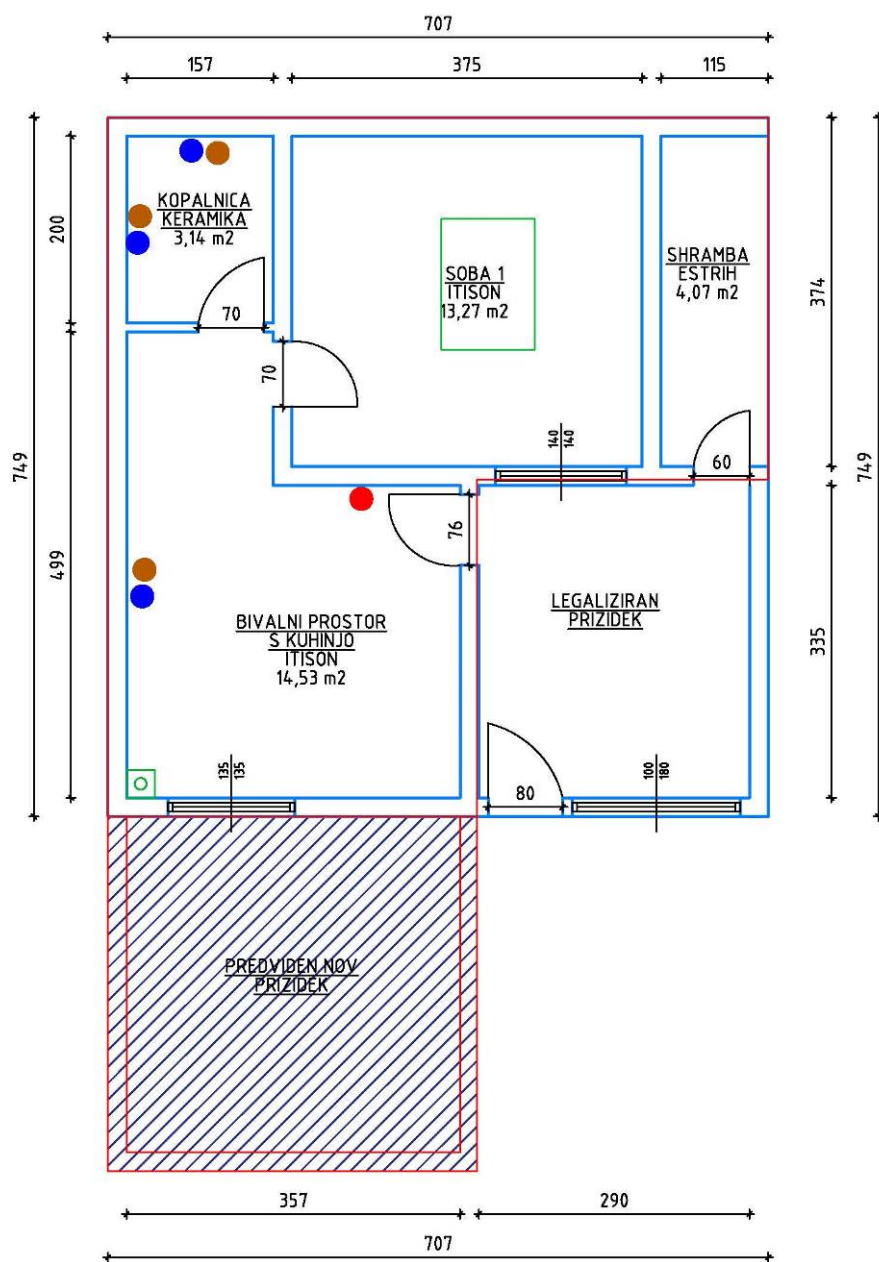 707
157
375
115
KOPALNICA
KERAMIKA
3,14 m2
200
SOBA 1
ITISON
13,27 m2
SHRAMBA
ESTRIH
4,07 m2
374
70
70
140
140
60
749
749
499
76
BIVALNI PROSTOR
S KUHINJO
ITISON
14,53 m2
LEGALIZIRAN
PRIZIDEK
335
135
135
80
100
180
PREDVIDEN NOV
PRIZIDEK
357
290
707